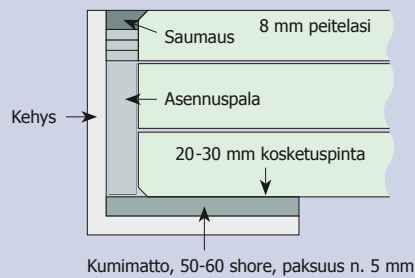 8 mm peitelasi
Saumaus
Asennuspala
Kehys
20-30 mm kosketuspinta
Kumimatto, 50-60 shore, paksuus n. 5 mm